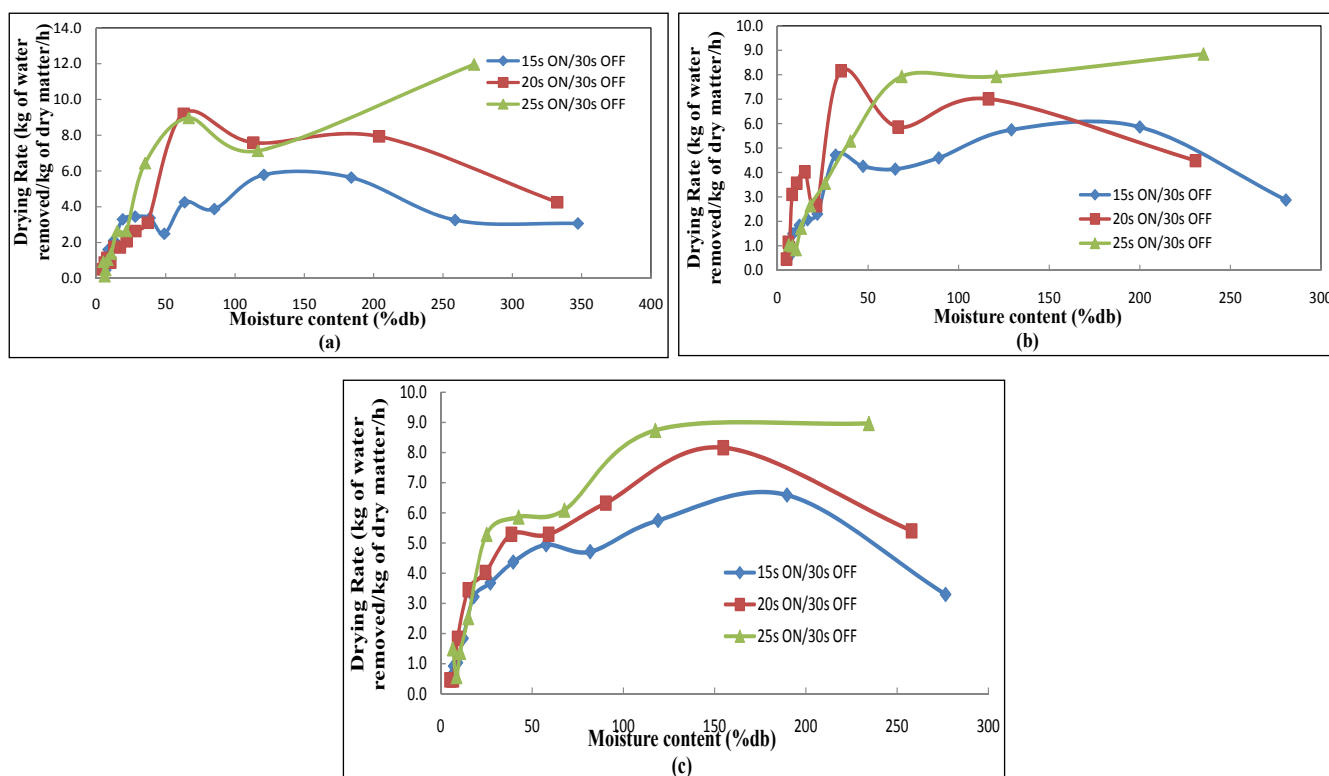 Drying Rate (kg of water
removed/kg of dry matter/h)
14.0
12.0
10.0
8.0
6.0
4.0
2.0
0.0
15s ON/30s OFF
20s ON/30s OFF
25s ON/30s OFF
0 50 100 150 200 250 300 350 400
Moisture content (%db)
(a)
Drying Rate (kg of water
removed/kg of dry matter/h)
10.0
9.0
8.0
7.0
6.0
5.0
4.0
3.0
2.0
1.0
0.0
15s ON/30s OFF
20s ON/30s OFF
25s ON/30s OFF
0 50 100 150 200 250 300
Moisture content (%db)
(b)
Drying Rate (kg of water
removed/kg of dry matter/h)
10.0
9.0
8.0
7.0
6.0
5.0
4.0
3.0
2.0
1.0
0.0
15s ON/30s OFF
20s ON/30s OFF
25s ON/30s OFF
0 50 100 150 200 250 300
Moisture content (%db)
(c)